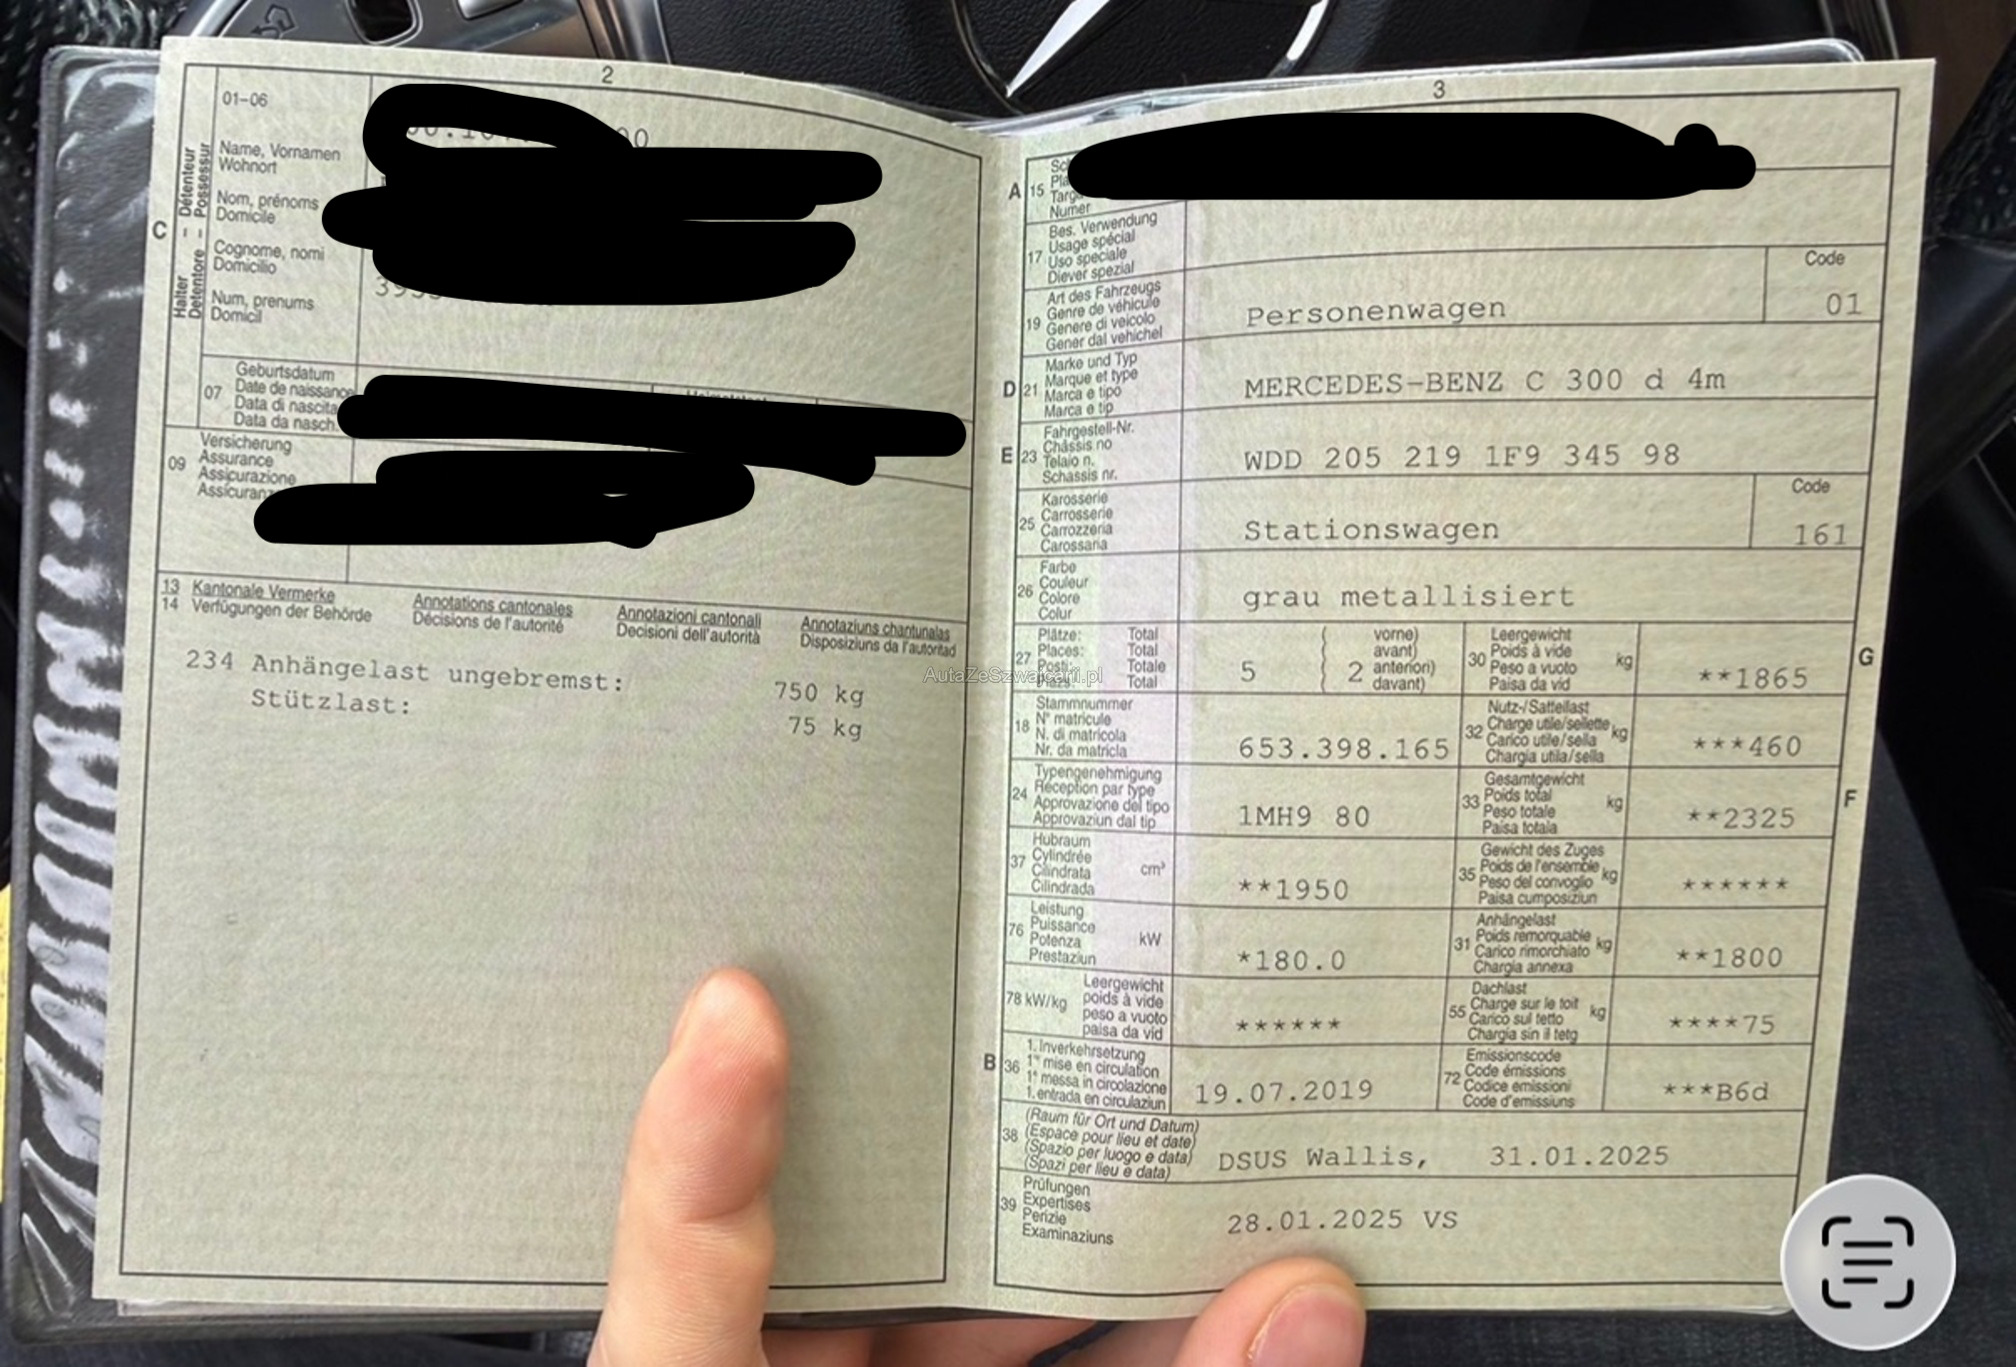 2
01-06
Name, Vornamen
Wohnort
Nom, prénoms
Domicile
Cognome, nomi
Domicilio
Num, prenums
Domicil
C
Halter -- Détenteur
Detentore -- Possessur
07
Geburtsdatum
Date de naissance
Data di nascita
Data da nasch.
09
Versicherung
Assurance
Assicurazione
13 Kantonale Vermerke Annotations cantonales Annotazioni cantonali Annotaziuns chantunalas
14 Verfügungen der Behörde Décisions de l'autorité Decisioni dell'autorità Disposiziuns da l'autoritad
234 Anhängelast ungebremst: 750 kg
Stützlast: 75 kg
AutaZeSzwajcarii.pl
3
A 15
Numer
17
Bes. Verwendung
Usage spécial
Uso speciale
Diever spezial
19
Art des Fahrzeugs
Genre de véhicule
Genere di veicolo
Gener dal vehichel
Personenwagen
Code
01
D 21
Marke und Typ
Marque et type
Marca e tipo
Marca e tip
MERCEDES-BENZ C 300 d 4m
E 23
Fahrgestell-Nr.
Châssis no
Telaio n.
Schassis nr.
WDD 205 219 1F9 345 98
25
Karosserie
Carrosserie
Carrozzeria
Carossaria
Stationswagen
Code
161
26
Farbe
Couleur
Colore
Colur
grau metallisiert
27
Plätze: Total
Places: Total
Posti: Totale
Plazs: Total
5
( vorne)
avant)
2 anteriori)
davant)
30
Leergewicht
Poids à vide
Peso a vuoto
Paisa da vid
kg
**1865
G
18
Stammnummer
N° matricule
N. di matricola
Nr. da matricla
653.398.165
32
Nutz-/Sattellast
Charge utile/sellette
Carico utile/sella
Chargia utila/sella
kg
***460
24
Typengenehmigung
Réception par type
Approvazione del tipo
Approvaziun dal tip
1MH9 80
33
Gesamtgewicht
Poids total
Peso totale
Paisa totala
kg
**2325
F
37
Hubraum
Cylindrée
Cilindrata
Cilindrada
cm³
**1950
35
Gewicht des Zuges
Poids de l'ensemble
Peso del convoglio
Paisa cumposiziun
kg
******
76
Leistung
Puissance
Potenza
Prestaziun
kW
*180.0
31
Anhängelast
Poids remorquable
Carico rimorchiato
Chargia annexa
kg
**1800
78 kW/kg
Leergewicht
poids à vide
peso a vuoto
paisa da vid
******
55
Dachlast
Charge sur le toit
Carico sul tetto
Chargia sin il tetg
kg
****75
B 36
1. Inverkehrsetzung
1re mise en circulation
1a messa in circolazione
1. entrada en circulaziun
19.07.2019
72
Emissionscode
Code émissions
Codice emissioni
Code d'emissiuns
***B6d
38
(Raum für Ort und Datum)
(Espace pour lieu et date)
(Spazio per luogo e data)
(Spazi per lieu e data)
DSUS Wallis, 31.01.2025
39
Prüfungen
Expertises
Perizie
Examinaziuns
28.01.2025 VS